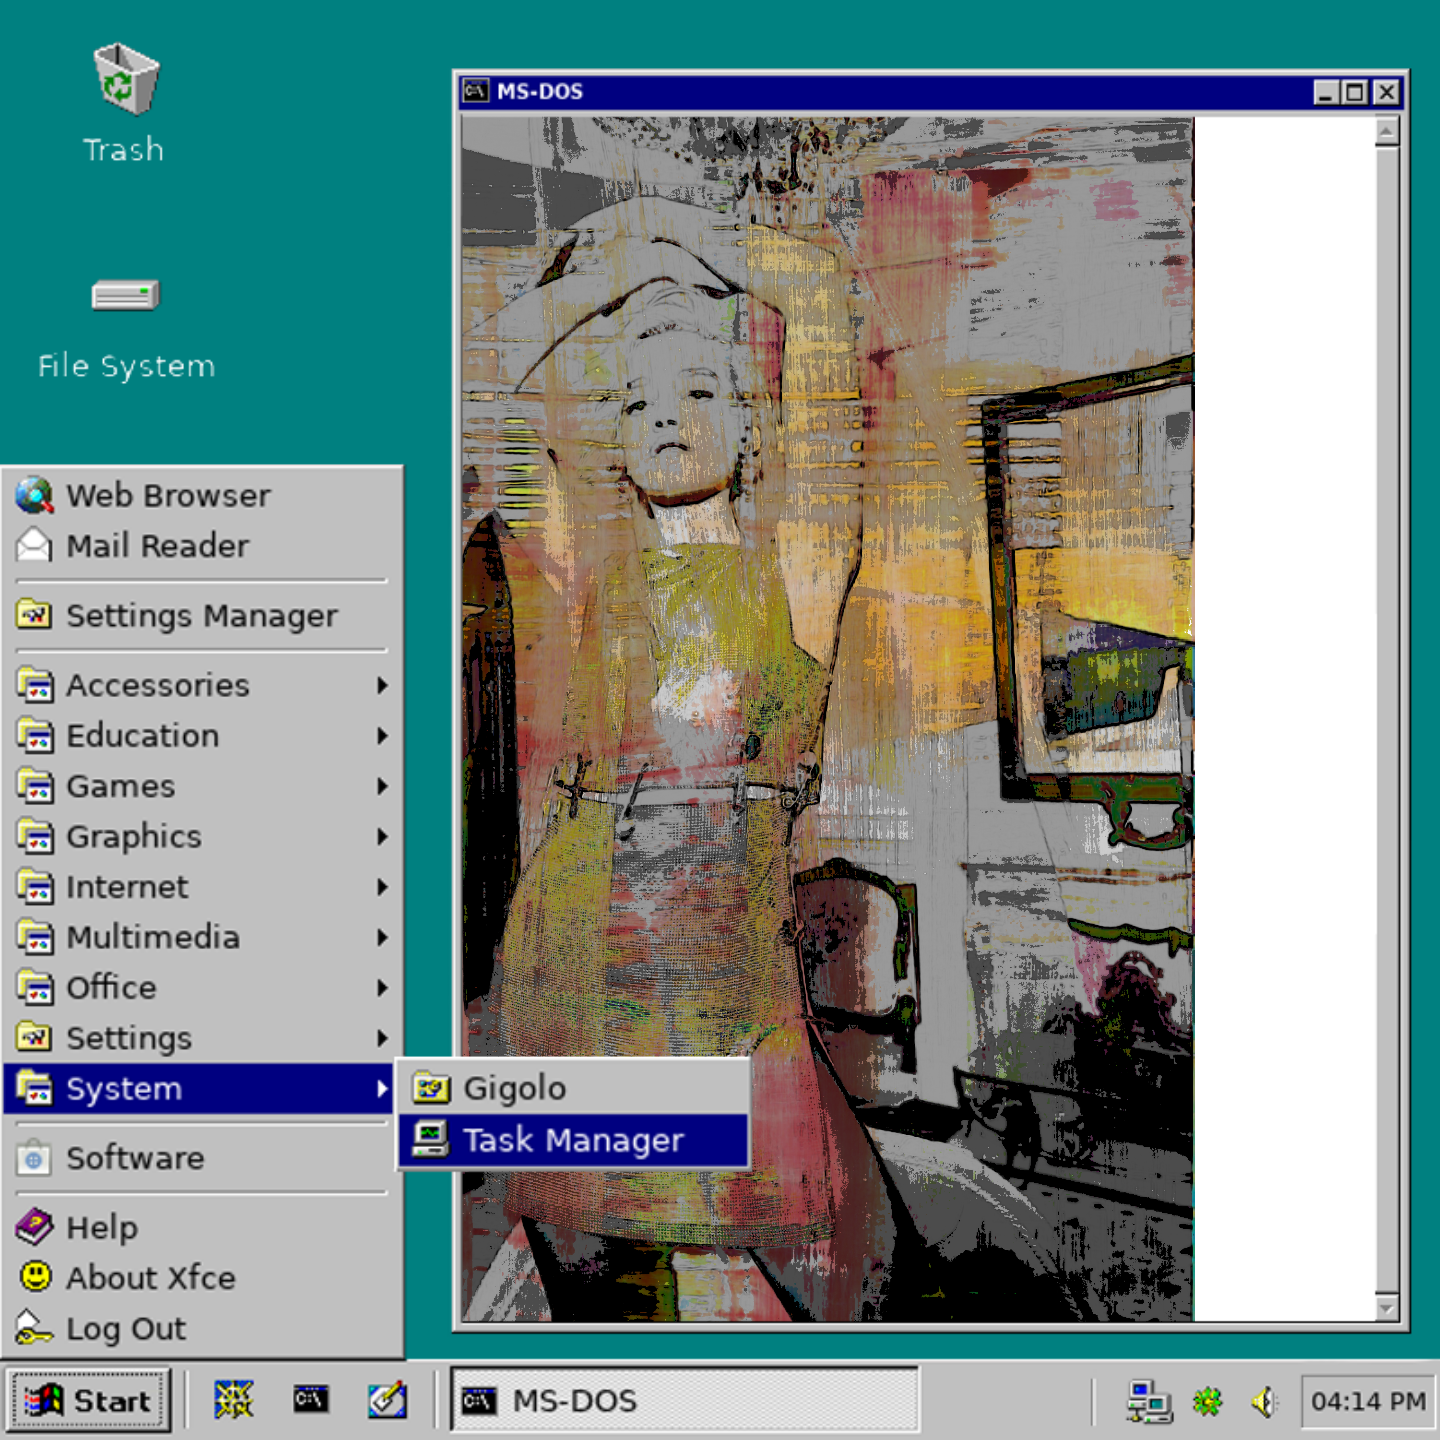 Trash
File System
MS-DOS
Web Browser
Mail Reader
Settings Manager
Accessories
Education
Games
Graphics
Internet
Multimedia
Office
Settings
System
Gigolo
Task Manager
Software
Help
About Xfce
Log Out
Start
MS-DOS
04:14 PM